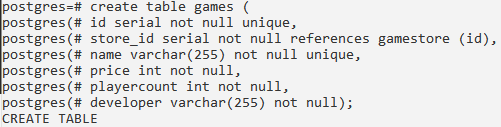 postgres=# create table games (
postgres(# id serial not null unique,
postgres(# store_id serial not null references gamestore (id),
postgres(# name varchar(255) not null unique,
postgres(# price int not null,
postgres(# playercount int not null,
postgres(# developer varchar(255) not null);
CREATE TABLE